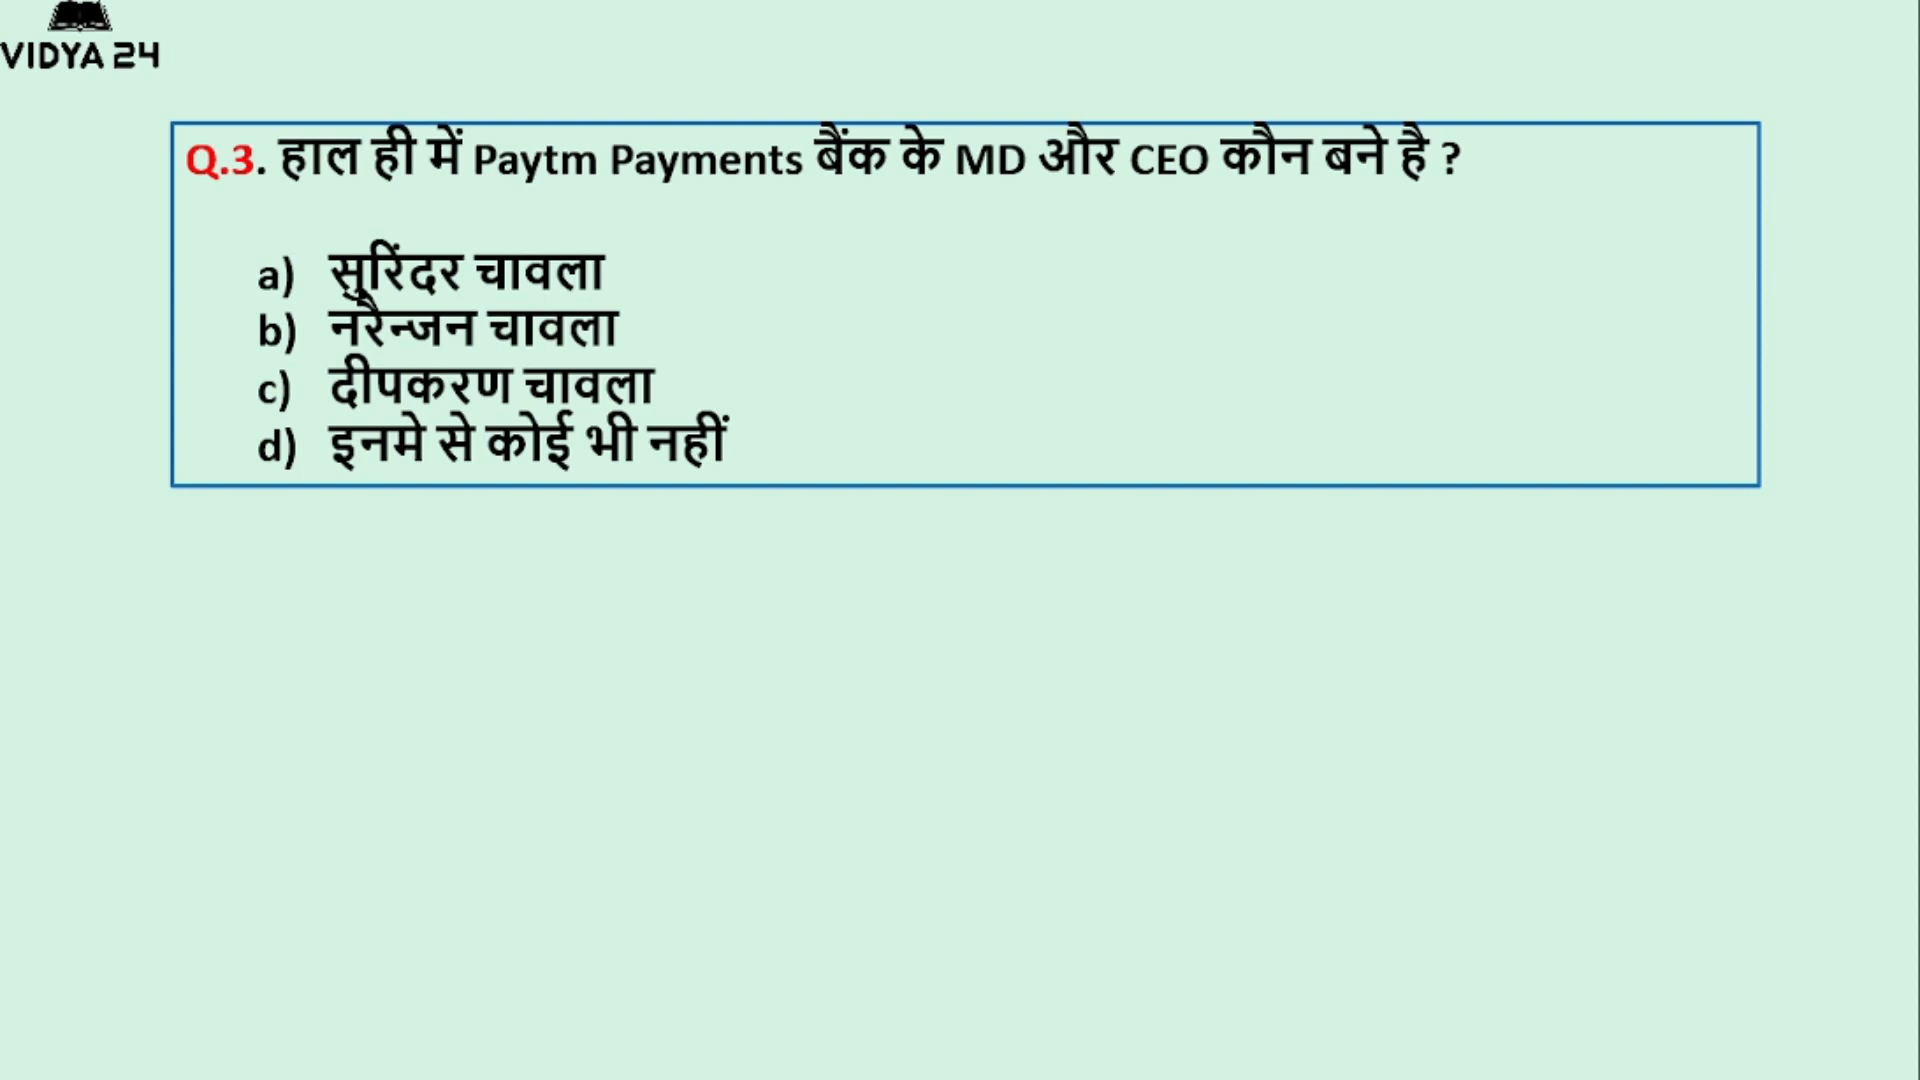 VIDYA 24
Q.3. हाल ही में Paytm Payments बैंक के MD और CEO कौन बने है ?
a) सुरिंदर चावला
b) नरैन्जन चावला
c) दीपकरण चावला
d) इनमे से कोई भी नहीं